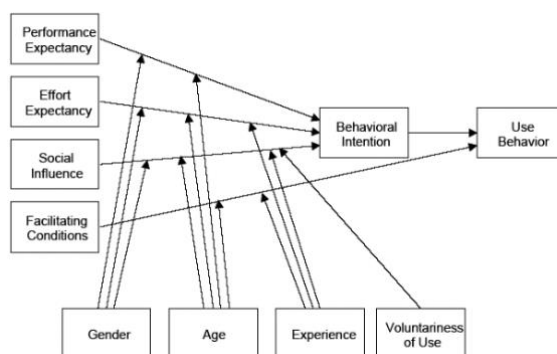 Performance
Expectancy
Effort
Expectancy
Social
Influence
Facilitating
Conditions
Behavioral
Intention
Use
Behavior
Gender
Age
Experience
Voluntariness
of Use